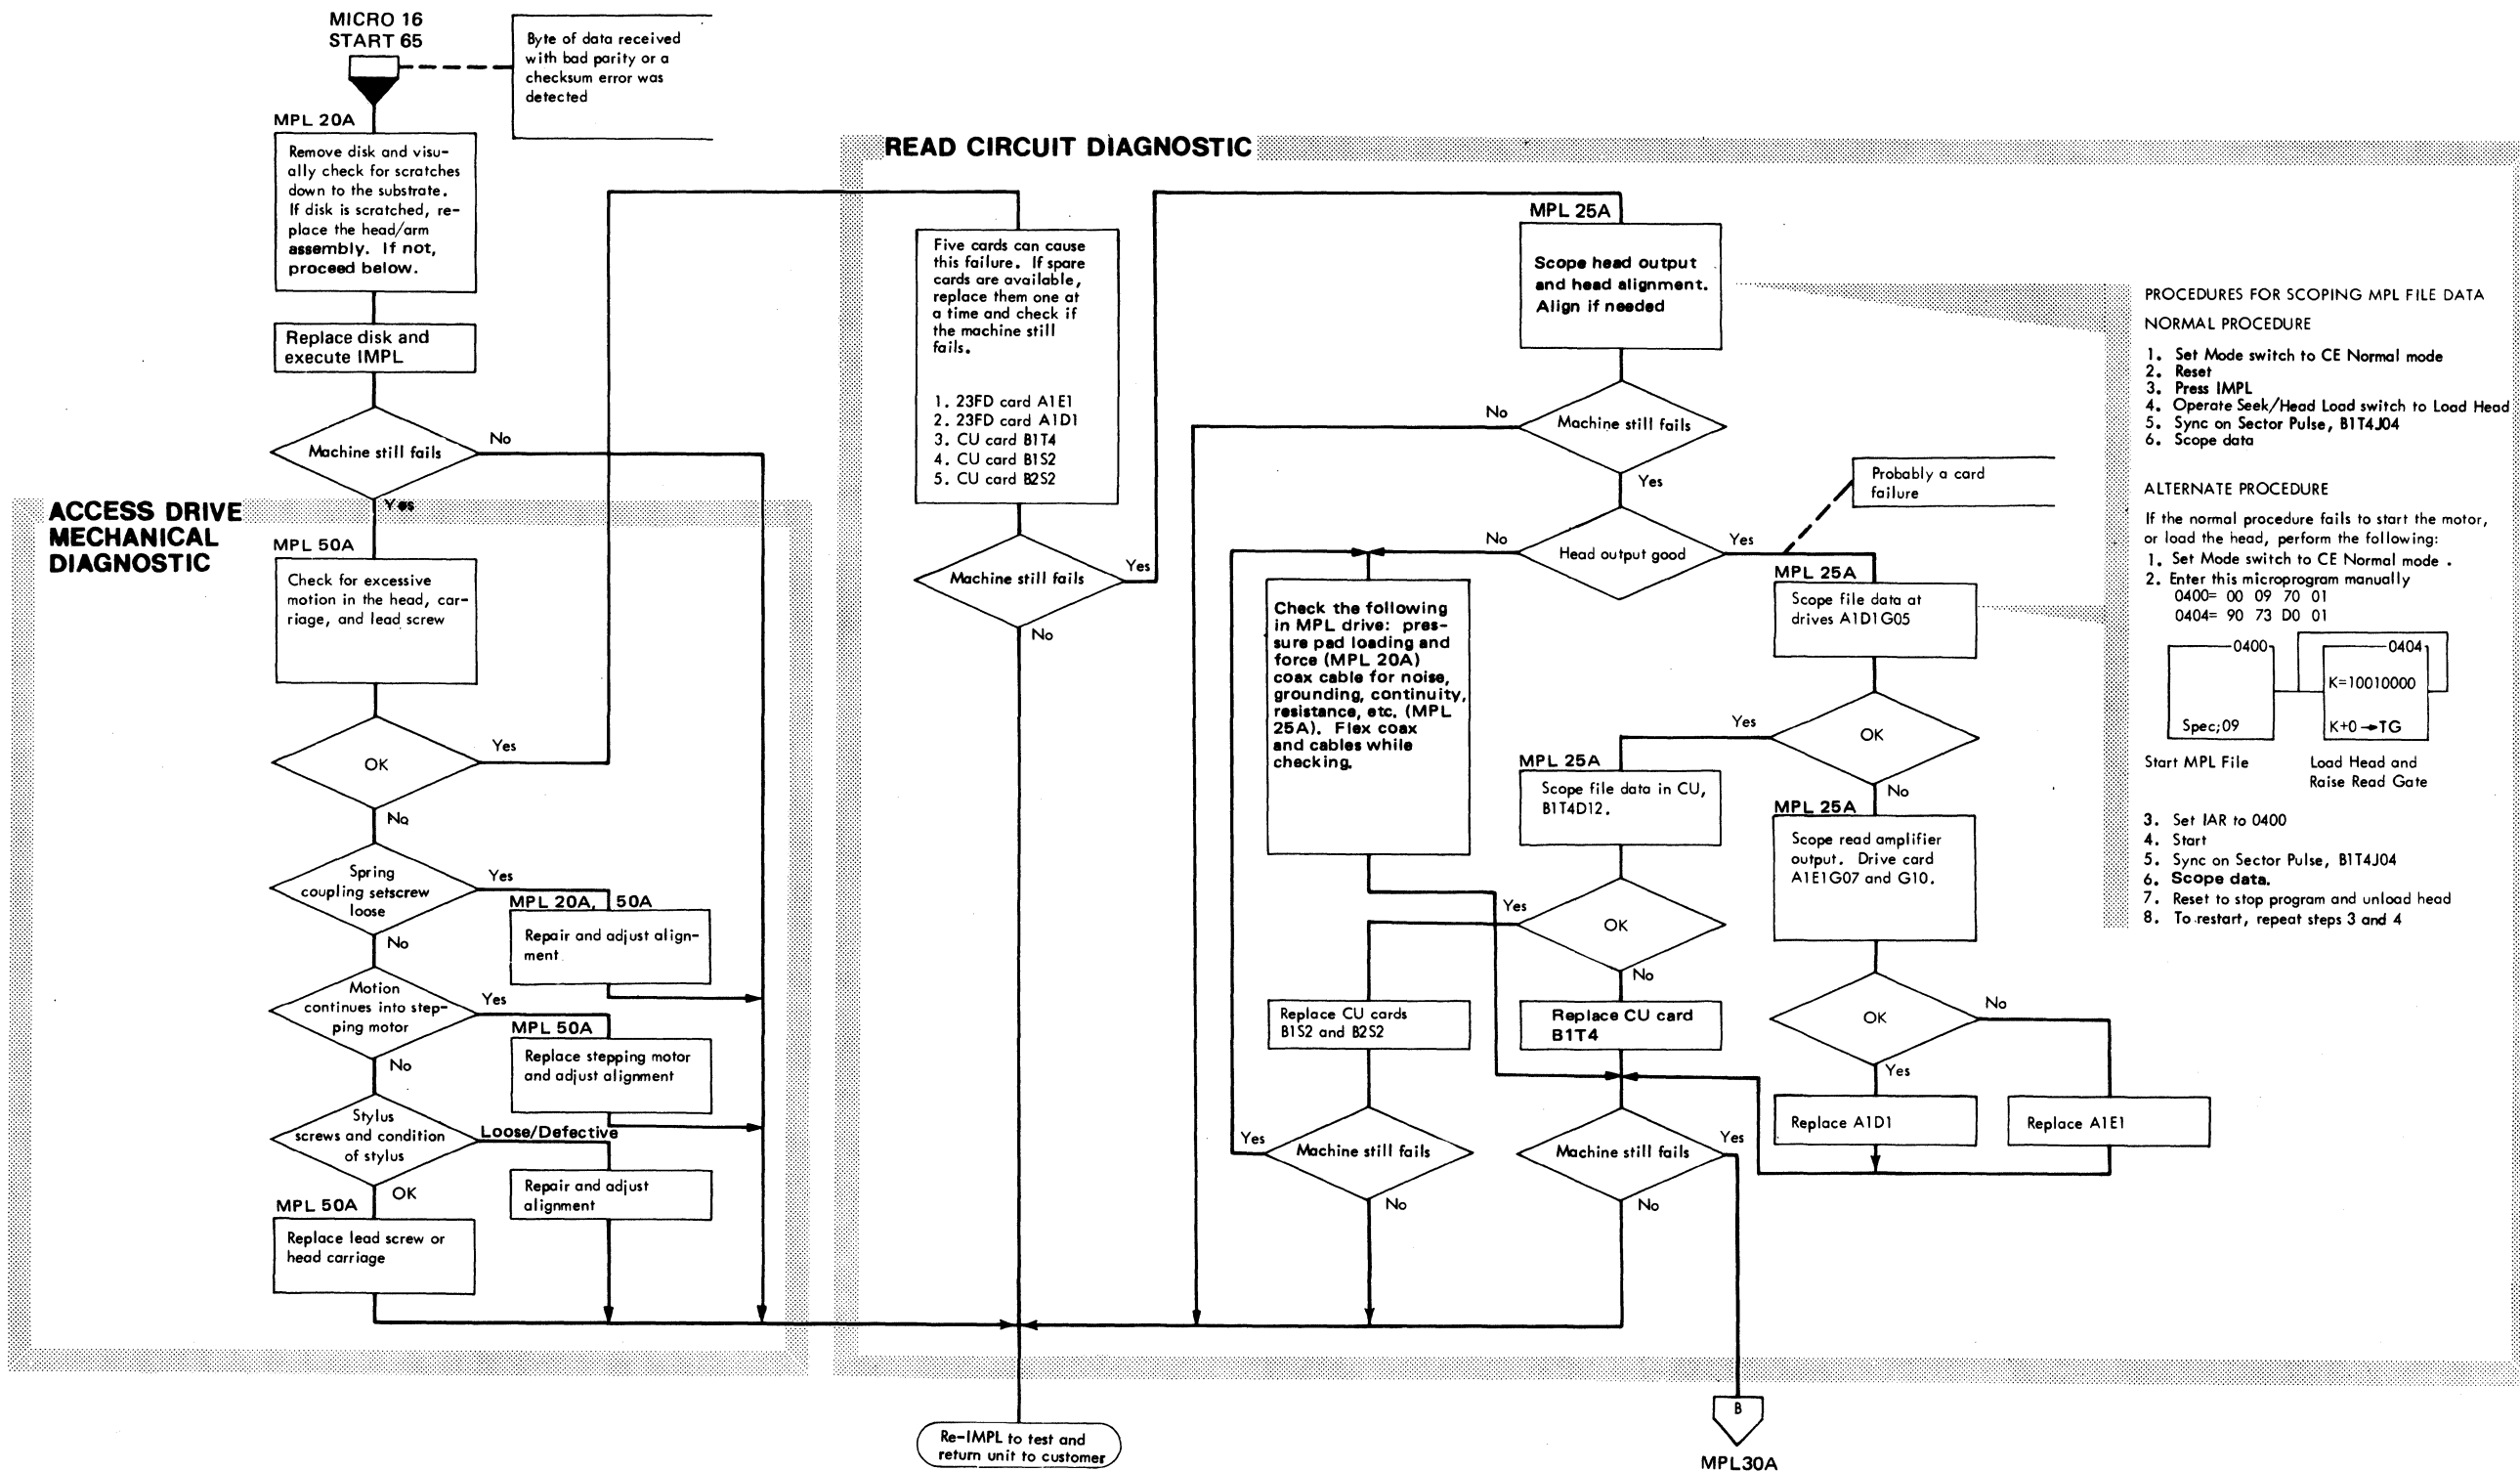 MICRO 16
START 65
Byte of data received
with bad parity or a
checksum error was
detected
MPL 20A
Remove disk and visu-
ally check for scratches
down to the substrate.
If disk is scratched, re-
place the head/arm
assembly. If not,
proceed below.
Replace disk and
execute IMPL
Machine still fails
No
Yes
ACCESS DRIVE
MECHANICAL
DIAGNOSTIC
MPL 50A
Check for excessive
motion in the head, car-
riage, and lead screw
OK
Yes
No
Spring
coupling setscrew
loose
Yes
MPL 20A, 50A
Repair and adjust align-
ment
No
Motion
continues into step-
ping motor
Yes
MPL 50A
Replace stepping motor
and adjust alignment
No
Stylus
screws and condition
of stylus
Loose/Defective
Repair and adjust
alignment
OK
MPL 50A
Replace lead screw or
head carriage
READ CIRCUIT DIAGNOSTIC
Five cards can cause
this failure. If spare
cards are available,
replace them one at
a time and check if
the machine still
fails.
1. 23FD card A1E1
2. 23FD card A1D1
3. CU card B1T4
4. CU card B1S2
5. CU card B2S2
Machine still fails
Yes
No
Re-IMPL to test and
return unit to customer
MPL 25A
Scope head output
and head alignment.
Align if needed
Machine still fails
No
Yes
Head output good
No
Yes
Probably a card
failure
Check the following
in MPL drive: pres-
sure pad loading and
force (MPL 20A)
coax cable for noise,
grounding, continuity,
resistance, etc. (MPL
25A). Flex coax
and cables while
checking.
MPL 25A
Scope file data at
drives A1D1G05
OK
Yes
No
MPL 25A
Scope file data in CU,
B1T4D12.
OK
Yes
No
Replace CU cards
B1S2 and B2S2
Replace CU card
B1T4
Machine still fails
Yes
No
Machine still fails
Yes
No
MPL 25A
Scope read amplifier
output. Drive card
A1E1G07 and G10.
OK
No
Yes
Replace A1D1
Replace A1E1
B
MPL30A
PROCEDURES FOR SCOPING MPL FILE DATA
NORMAL PROCEDURE
1. Set Mode switch to CE Normal mode
2. Reset
3. Press IMPL
4. Operate Seek/Head Load switch to Load Head
5. Sync on Sector Pulse, B1T4J04
6. Scope data
ALTERNATE PROCEDURE
If the normal procedure fails to start the motor,
or load the head, perform the following:
1. Set Mode switch to CE Normal mode .
2. Enter this microprogram manually
0400= 00 09 70 01
0404= 90 73 D0 01
0400
Spec;09
0404
K=10010000
K+0→TG
Start MPL File
Load Head and
Raise Read Gate
3. Set IAR to 0400
4. Start
5. Sync on Sector Pulse, B1T4J04
6. Scope data.
7. Reset to stop program and unload head
8. To restart, repeat steps 3 and 4